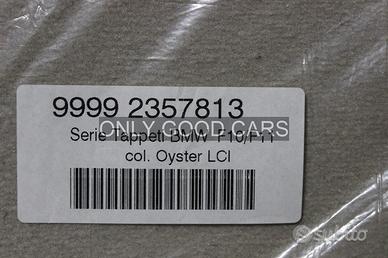 9999 2357813
ONLY GOOD CARS
Serie Tappeti BMW F10/F11
col. Oyster LCI
subito